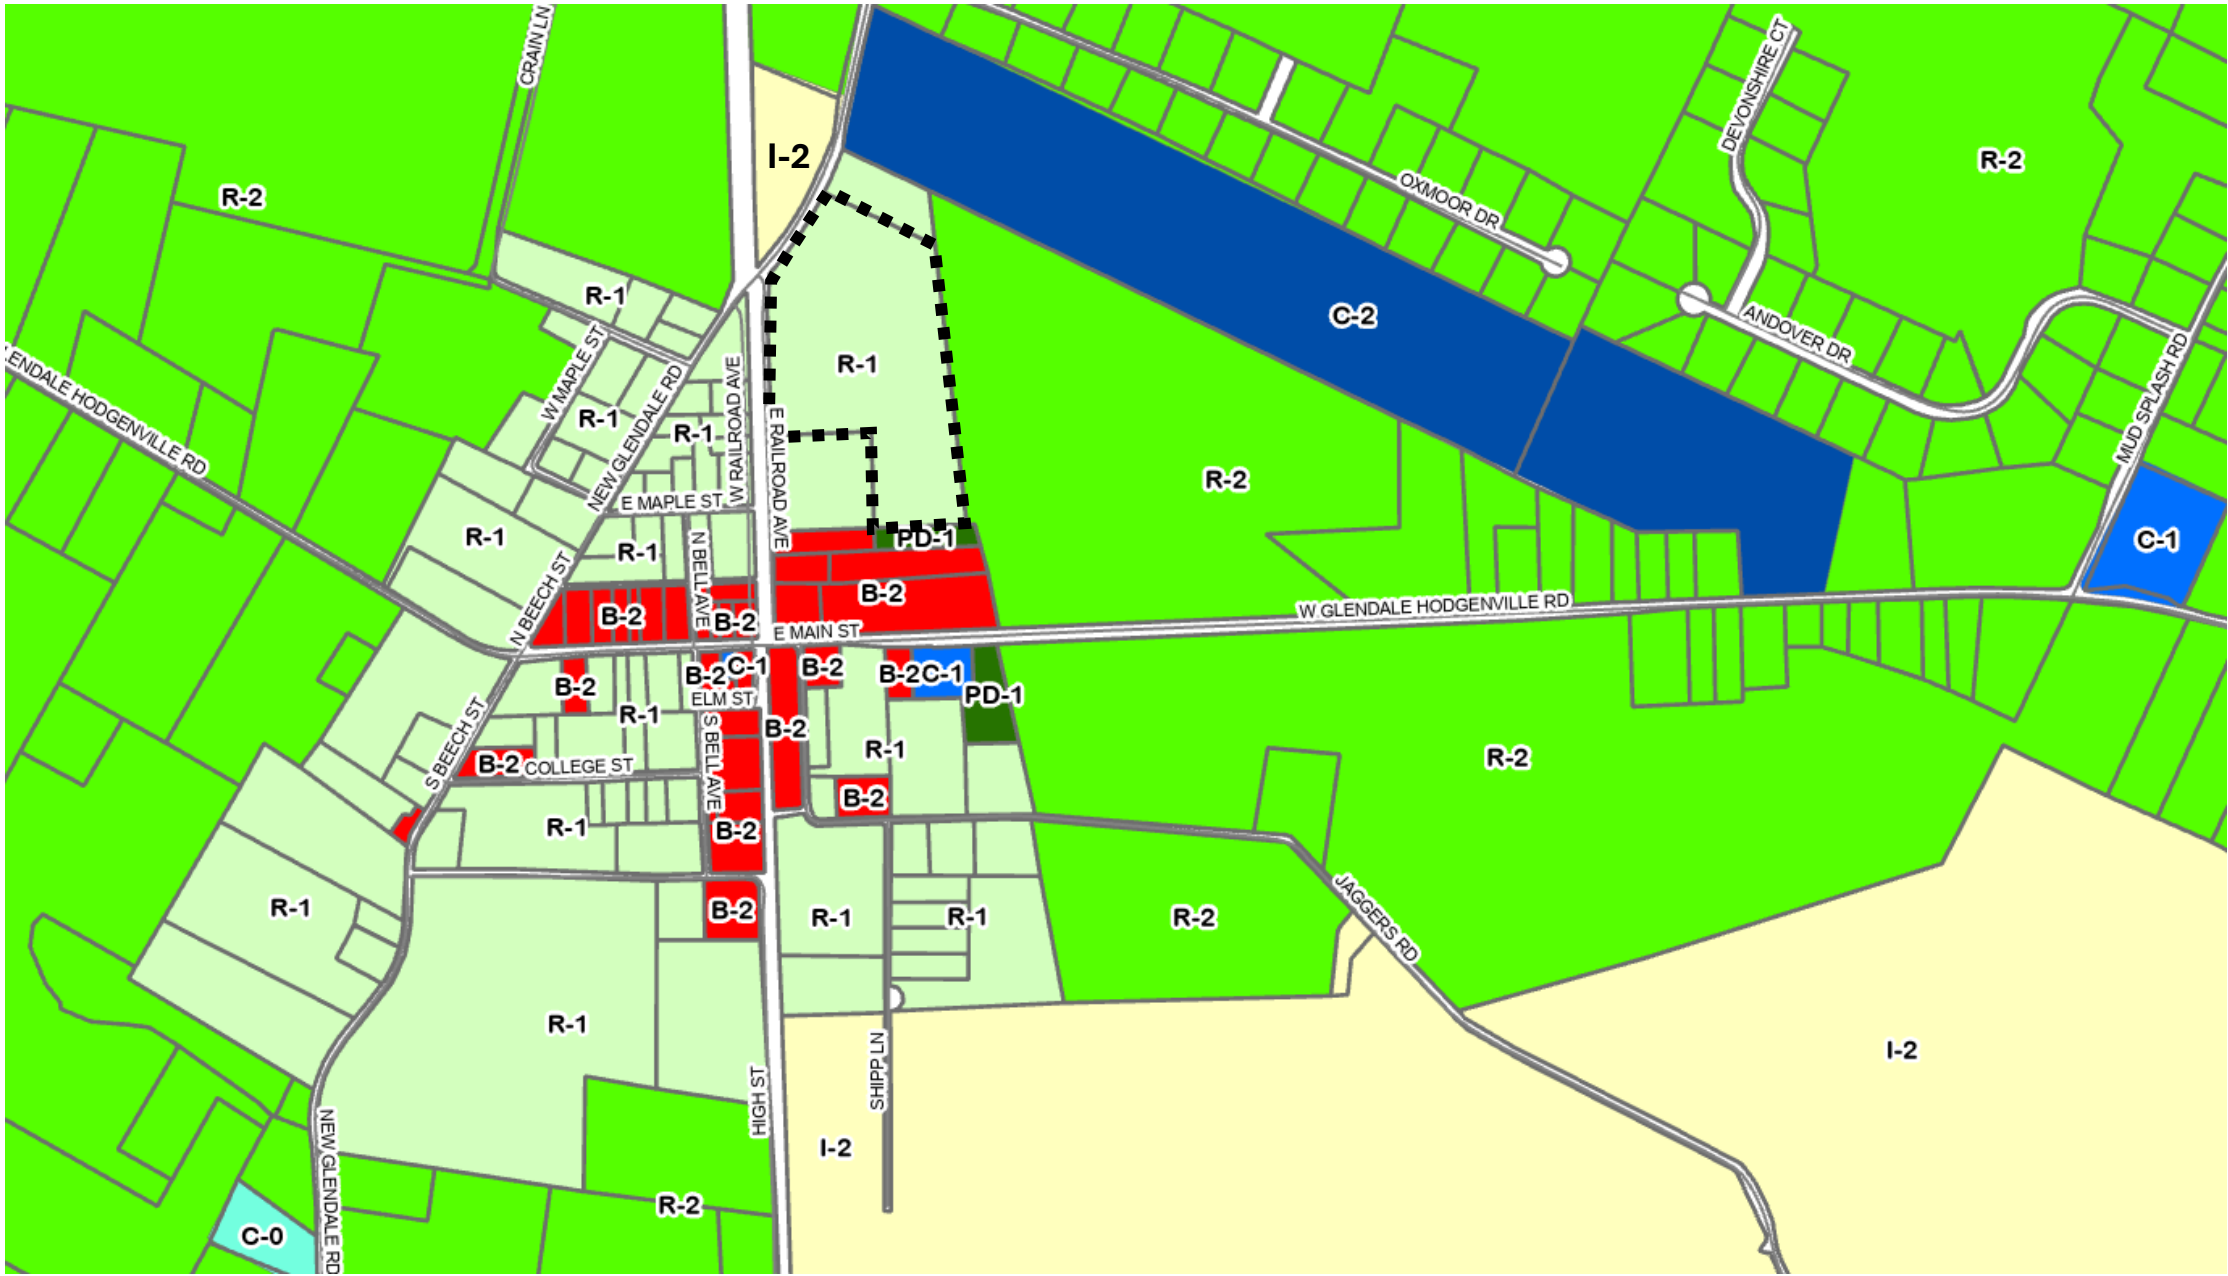 CRAIN LN
DEVONSHIRE CT
I-2
R-2
R-2
OXMOOR DR
R-1
C-2
ANDOVER DR
W MAPLE ST
R-1
MUD SPLASH RD
LENDALE HODGENVILLE RD
R-1
NEW GLENDALE RD
R-1
W RAILROAD AVE
E RAILROAD AVE
R-2
E MAPLE ST
R-1
R-1
N BELL AVE
PD-1
C-1
N BEECH ST
B-2
B-2
B-2
W GLENDALE HODGENVILLE RD
E MAIN ST
B-2
B-2
C-1
B-2
B-2
C-1
PD-1
ELM ST
R-1
B-2
R-1
R-2
S BEECH ST
S BELL AVE
B-2
COLLEGE ST
B-2
R-1
B-2
R-1
B-2
R-1
R-1
R-2
JAGGERS RD
R-1
I-2
SHIPP LN
HIGH ST
I-2
NEW GLENDALE RD
R-2
C-0